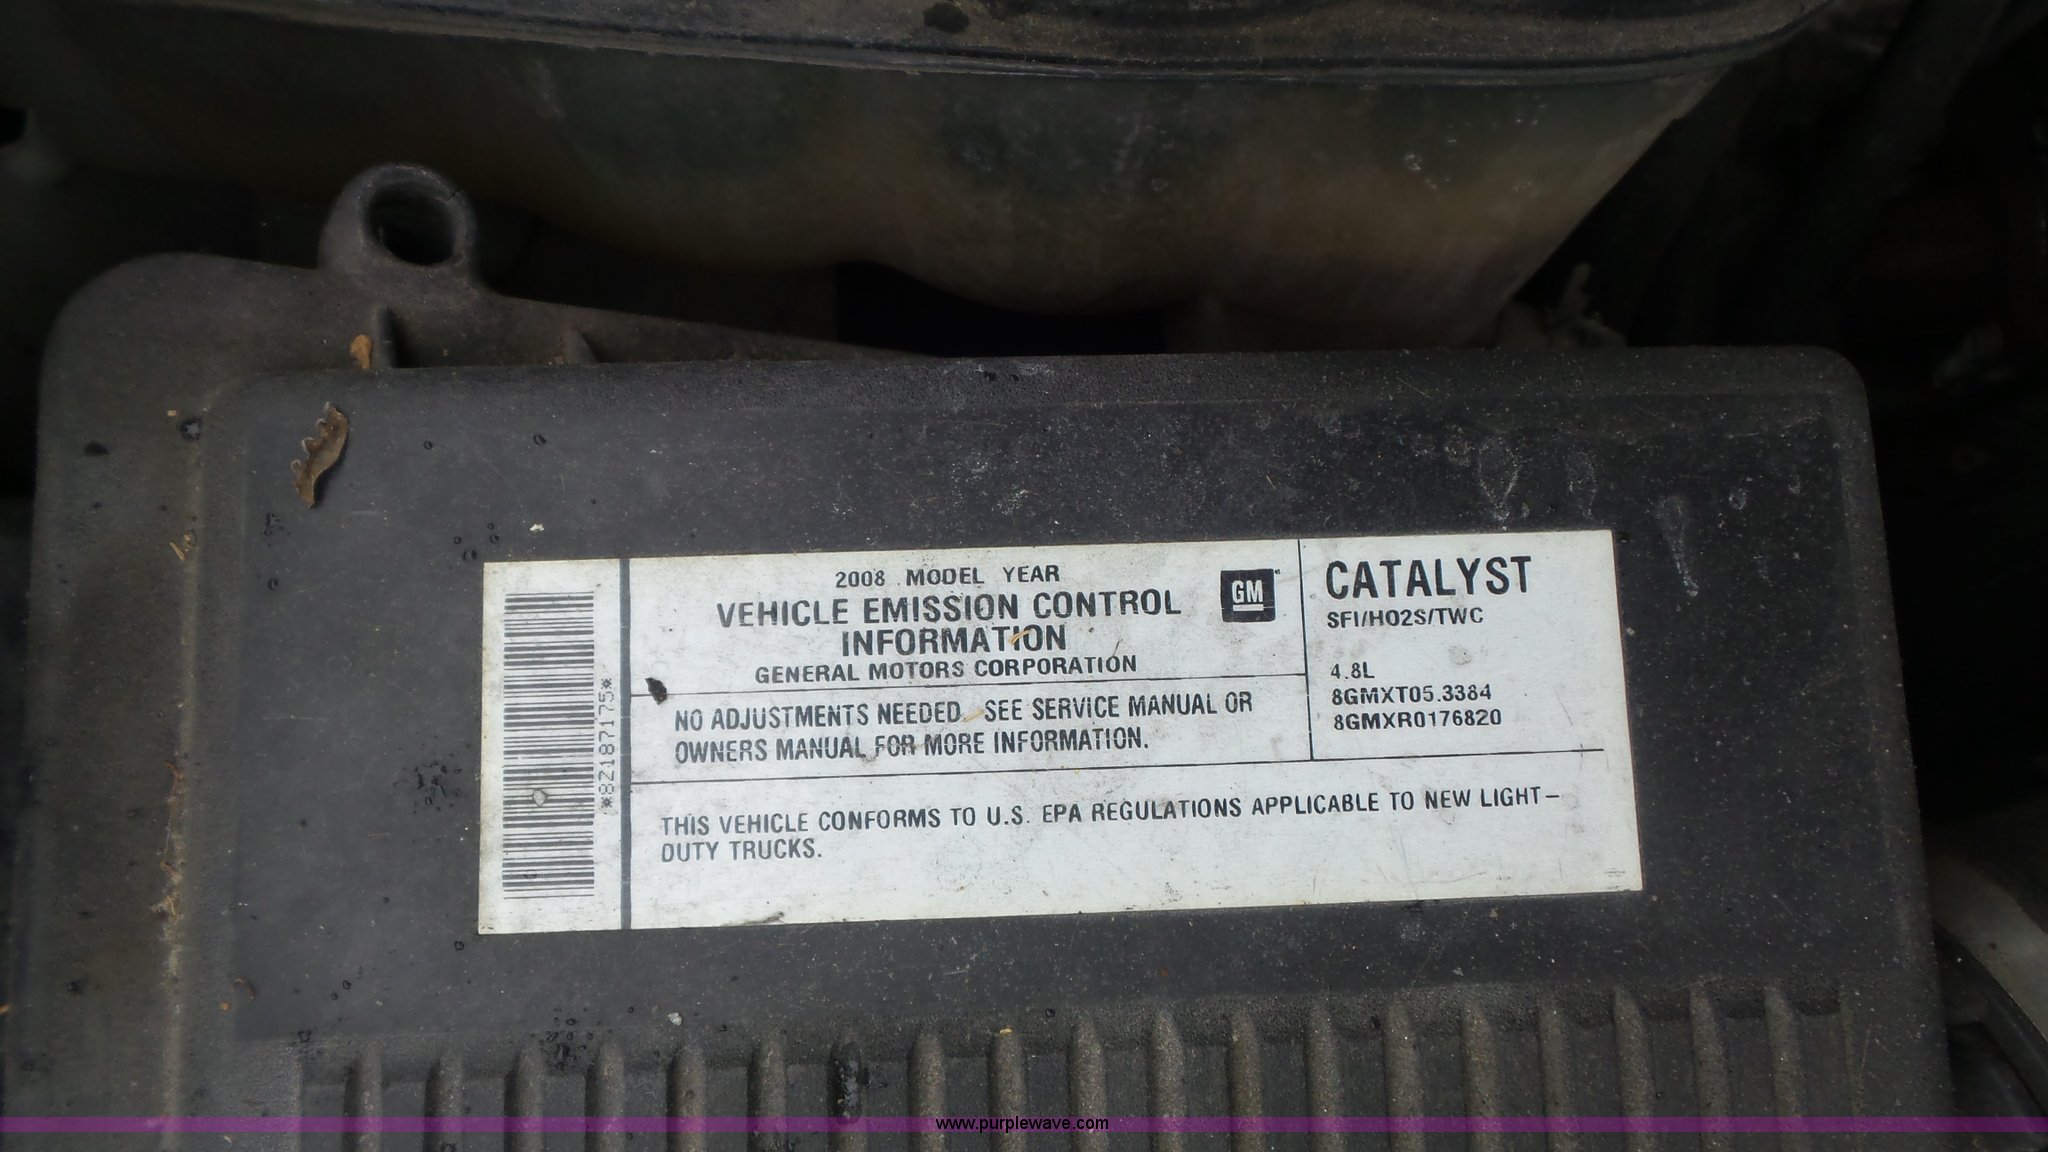 2008 MODEL YEAR
VEHICLE EMISSION CONTROL
INFORMATION
GENERAL MOTORS CORPORATION
GM
CATALYST
SFI/HO2S/TWC
4.8L
8GMXT05.3384
8GMXR0176820
NO ADJUSTMENTS NEEDED. SEE SERVICE MANUAL OR
OWNERS MANUAL FOR MORE INFORMATION.
THIS VEHICLE CONFORMS TO U.S. EPA REGULATIONS APPLICABLE TO NEW LIGHT–
DUTY TRUCKS.
*82187175*
www.purplewave.com